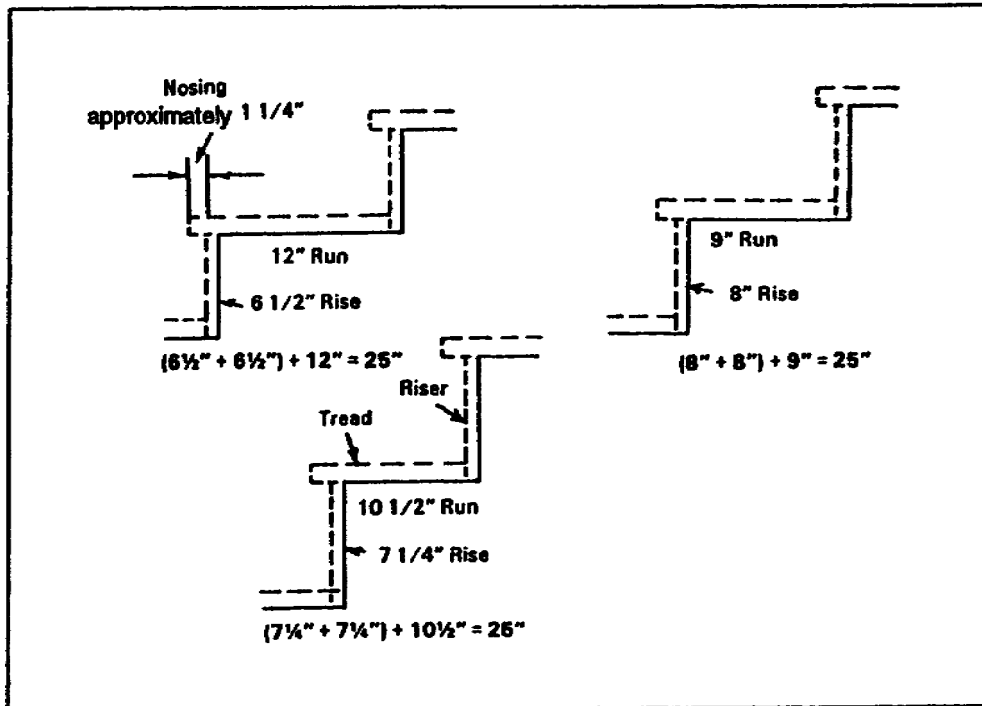 Nosing
approximately 1 1/4"
12" Run
6 1/2" Rise
(6½" + 6½") + 12" = 25"
9" Run
8" Rise
(8" + 8") + 9" = 25"
Riser
Tread
10 1/2" Run
7 1/4" Rise
(7¼" + 7¼") + 10½" = 25"